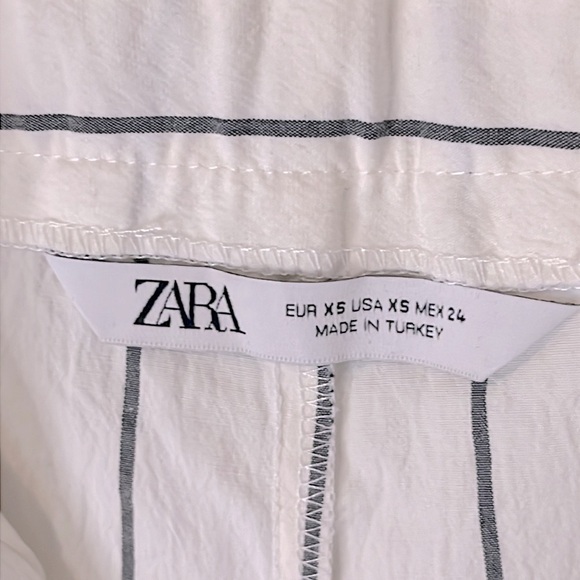 ZARA
EUR XS USA XS MEX 24
MADE IN TURKEY